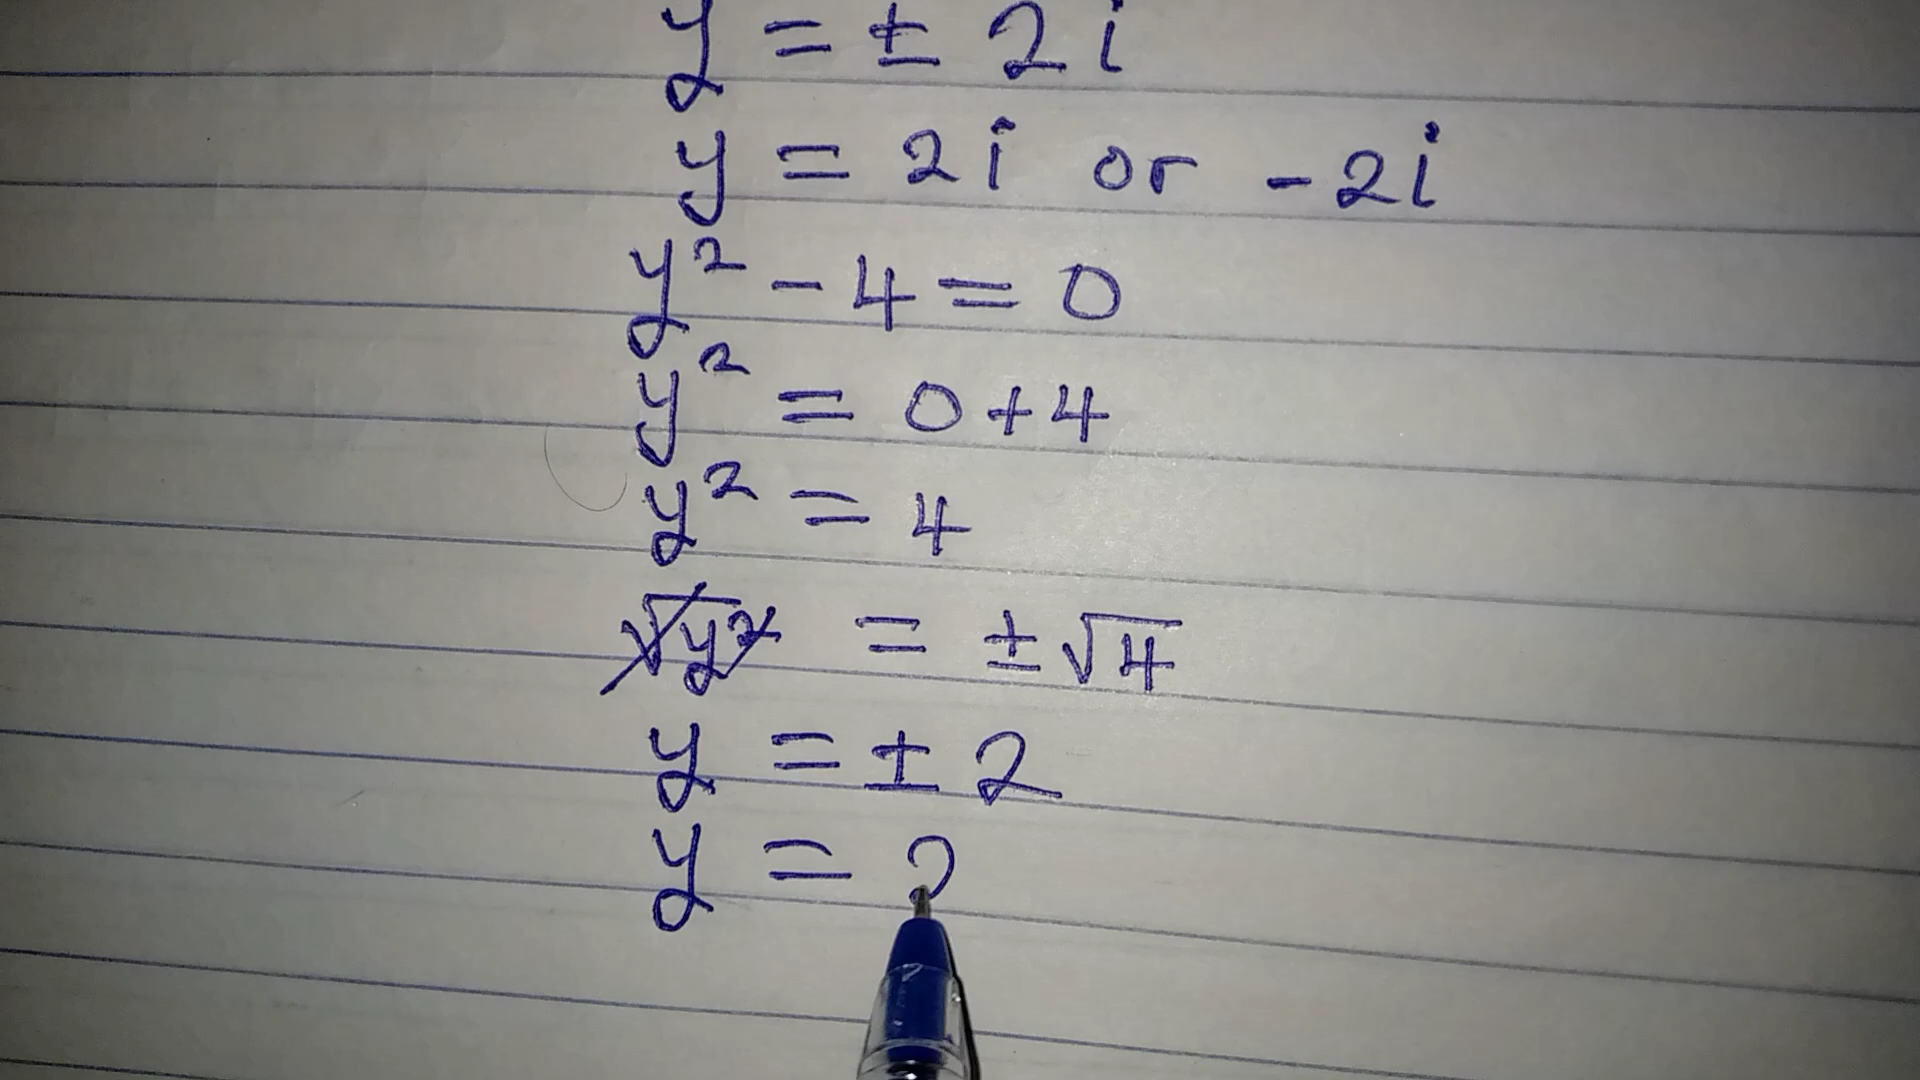 y = ± 2i
y = 2i or -2i
y² - 4 = 0
y² = 0 + 4
y² = 4
√y² = ±√4
y = ± 2
y = 2